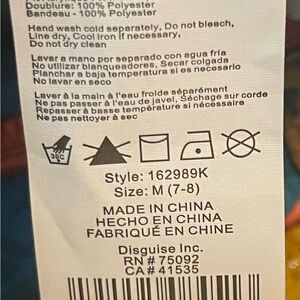 Doublure: 100% Polyester
Bandeau - 100% Polyester
Hand wash cold separately, Do not bleach,
Line dry, Cool iron if necessary,
Do not dry clean
Lavar a mano por separado con agua fría
No utilizar blanqueadores, Secar colgada
Planchar a baja temperatura si es necesario
No lavar en seco
Laver à la main à l'eau froide séparément
Ne pas passer à l'eau de javel, Séchage sur corde
Repasser à basse température si nécessaire
Ne pas nettoyer à sec
30C
Style: 162989K
Size: M (7-8)
MADE IN CHINA
HECHO EN CHINA
FABRIQUÉ EN CHINE
Disguise Inc.
RN# 75092
CA# 41535